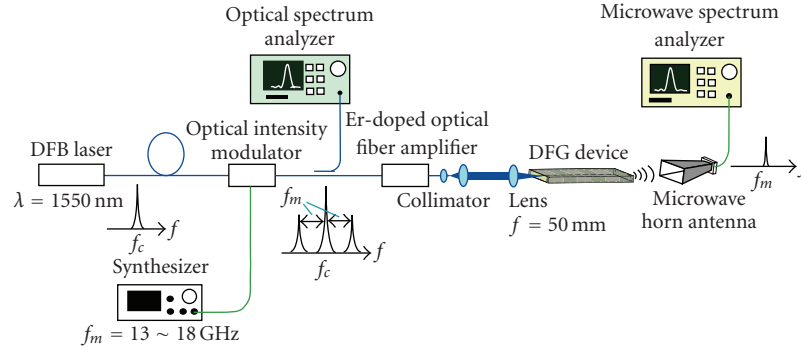 Optical spectrum
analyzer
Microwave spectrum
analyzer
Er-doped optical
fiber amplifier
Optical intensity
modulator
DFB laser
DFG device
λ = 1550 nm
f_c
f
f_m
f_c
f
Collimator
Lens
f = 50 mm
Microwave
horn antenna
f_m
Synthesizer
f_m = 13 ~ 18 GHz